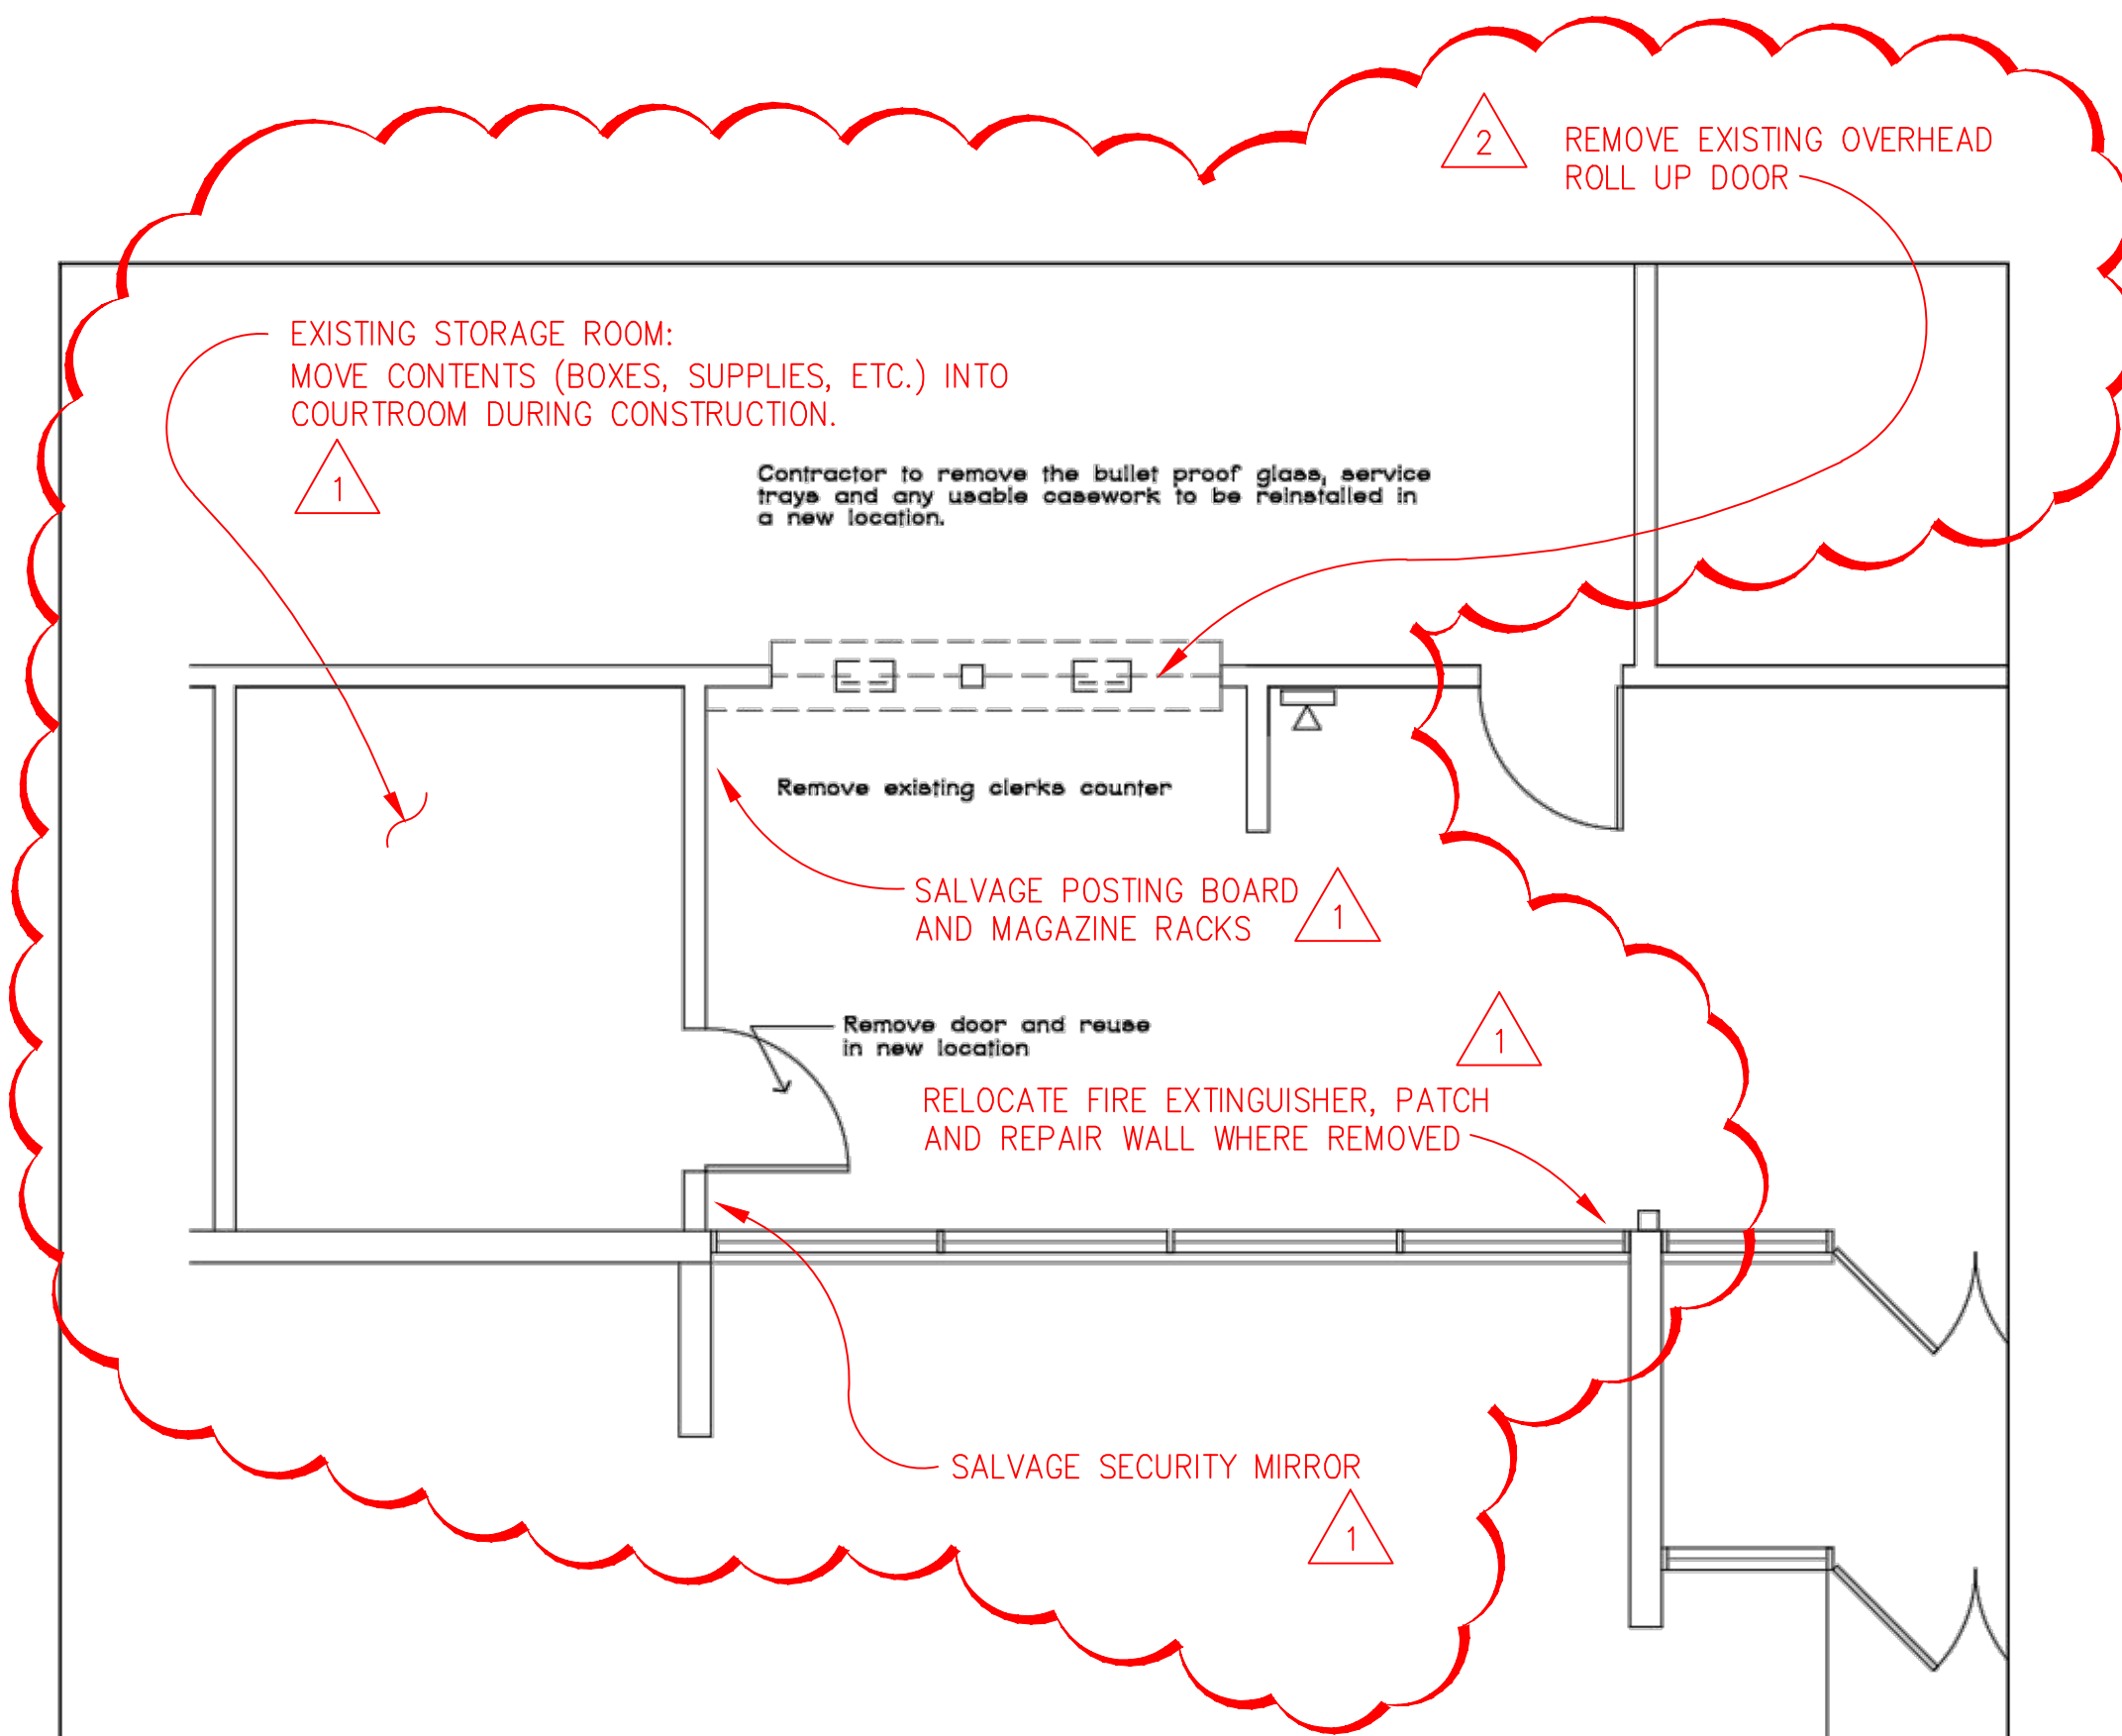 2
REMOVE EXISTING OVERHEAD
ROLL UP DOOR
EXISTING STORAGE ROOM:
MOVE CONTENTS (BOXES, SUPPLIES, ETC.) INTO
COURTROOM DURING CONSTRUCTION.
1
Contractor to remove the bullet proof glass, service
trays and any usable casework to be reinstalled in
a new location.
Remove existing clerks counter
SALVAGE POSTING BOARD
AND MAGAZINE RACKS
1
Remove door and reuse
in new location
1
RELOCATE FIRE EXTINGUISHER, PATCH
AND REPAIR WALL WHERE REMOVED
SALVAGE SECURITY MIRROR
1